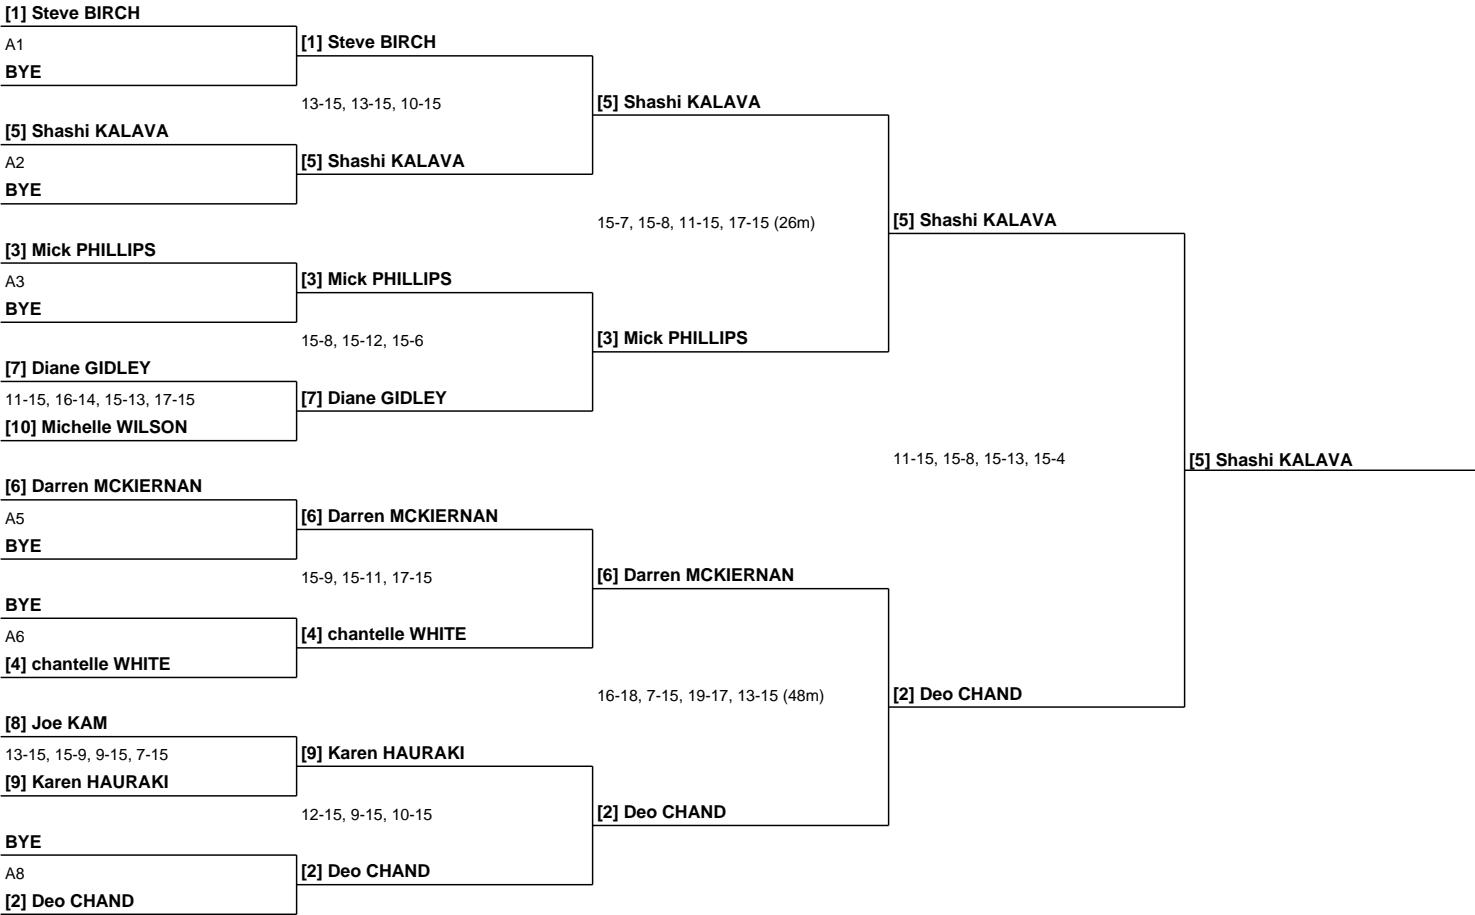 [1] Steve BIRCH
A1
BYE
[5] Shashi KALAVA
A2
BYE
[3] Mick PHILLIPS
A3
BYE
[7] Diane GIDLEY
11-15, 16-14, 15-13, 17-15
[10] Michelle WILSON
[6] Darren MCKIERNAN
A5
BYE
BYE
A6
[4] chantelle WHITE
[8] Joe KAM
13-15, 15-9, 9-15, 7-15
[9] Karen HAURAKI
BYE
A8
[2] Deo CHAND
[1] Steve BIRCH
13-15, 13-15, 10-15
[5] Shashi KALAVA
[3] Mick PHILLIPS
15-8, 15-12, 15-6
[7] Diane GIDLEY
[6] Darren MCKIERNAN
15-9, 15-11, 17-15
[4] chantelle WHITE
[9] Karen HAURAKI
12-15, 9-15, 10-15
[2] Deo CHAND
[5] Shashi KALAVA
15-7, 15-8, 11-15, 17-15 (26m)
[3] Mick PHILLIPS
[6] Darren MCKIERNAN
16-18, 7-15, 19-17, 13-15 (48m)
[2] Deo CHAND
[5] Shashi KALAVA
11-15, 15-8, 15-13, 15-4
[2] Deo CHAND
[5] Shashi KALAVA